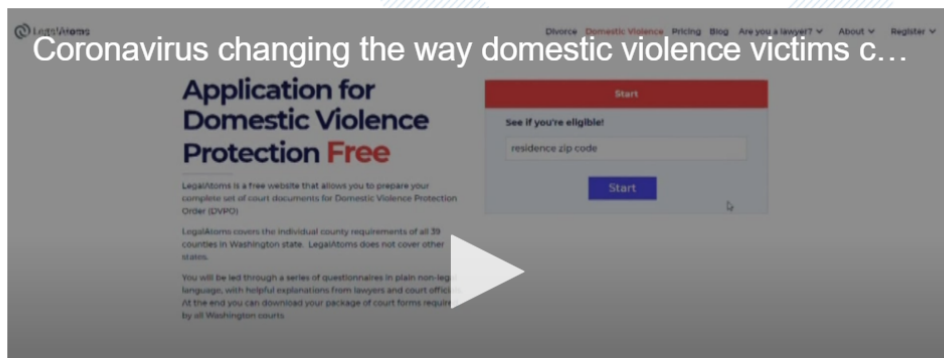 LegalAtoms
Divorce Domestic Violence Pricing Blog Are you a lawyer? About Register
Coronavirus changing the way domestic violence victims c...
Application for
Domestic Violence
Protection Free
LegalAtoms is a free website that allows you to prepare your
complete set of court documents for Domestic Violence Protection
Order (DVPO)
LegalAtoms covers the individual county requirements of all 39
counties in Washington state. LegalAtoms does not cover other
states.
You will be led through a series of questionnaires in plain non-legal
language, with helpful explanations from lawyers and court
At the end you can download your package of court forms
by all Washington courts
Start
See if you're eligible!
residence zip code
Start